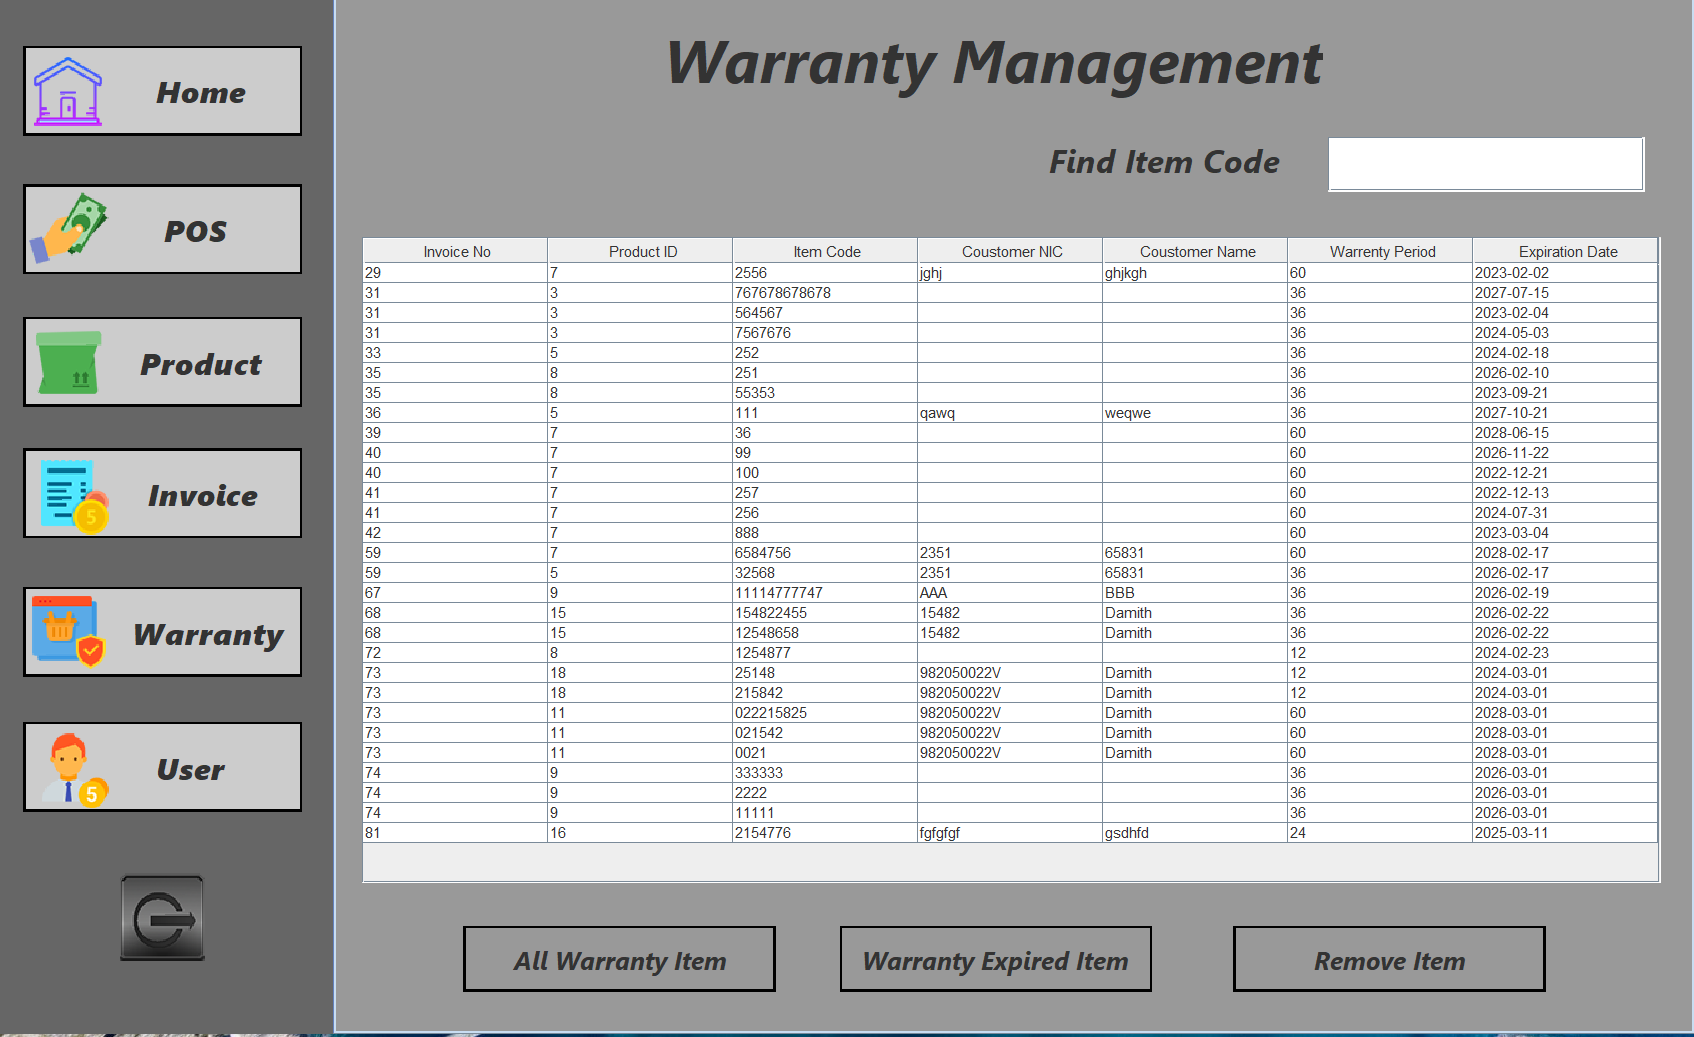 Warranty Management
Home
Find Item Code
POS
Product
Invoice
5
Warranty
User
5
Invoice No Product ID Item Code Coustomer NIC Coustomer Name Warrenty Period Expiration Date
29 7 2556 jghj ghjkgh 60 2023-02-02
31 3 767678678678 36 2027-07-15
31 3 564567 36 2023-02-04
31 3 7567676 36 2024-05-03
33 5 252 36 2024-02-18
35 8 251 36 2026-02-10
35 8 55353 36 2023-09-21
36 5 111 qawq weqwe 36 2027-10-21
39 7 36 60 2028-06-15
40 7 99 60 2026-11-22
40 7 100 60 2022-12-21
41 7 257 60 2022-12-13
41 7 256 60 2024-07-31
42 7 888 60 2023-03-04
59 7 6584756 2351 65831 60 2028-02-17
59 5 32568 2351 65831 36 2026-02-17
67 9 11114777747 AAA BBB 36 2026-02-19
68 15 154822455 15482 Damith 36 2026-02-22
68 15 12548658 15482 Damith 36 2026-02-22
72 8 1254877 12 2024-02-23
73 18 25148 982050022V Damith 12 2024-03-01
73 18 215842 982050022V Damith 12 2024-03-01
73 11 022215825 982050022V Damith 60 2028-03-01
73 11 021542 982050022V Damith 60 2028-03-01
73 11 0021 982050022V Damith 60 2028-03-01
74 9 333333 36 2026-03-01
74 9 2222 36 2026-03-01
74 9 11111 36 2026-03-01
81 16 2154776 fgfgfgf gsdhfd 24 2025-03-11
All Warranty Item
Warranty Expired Item
Remove Item